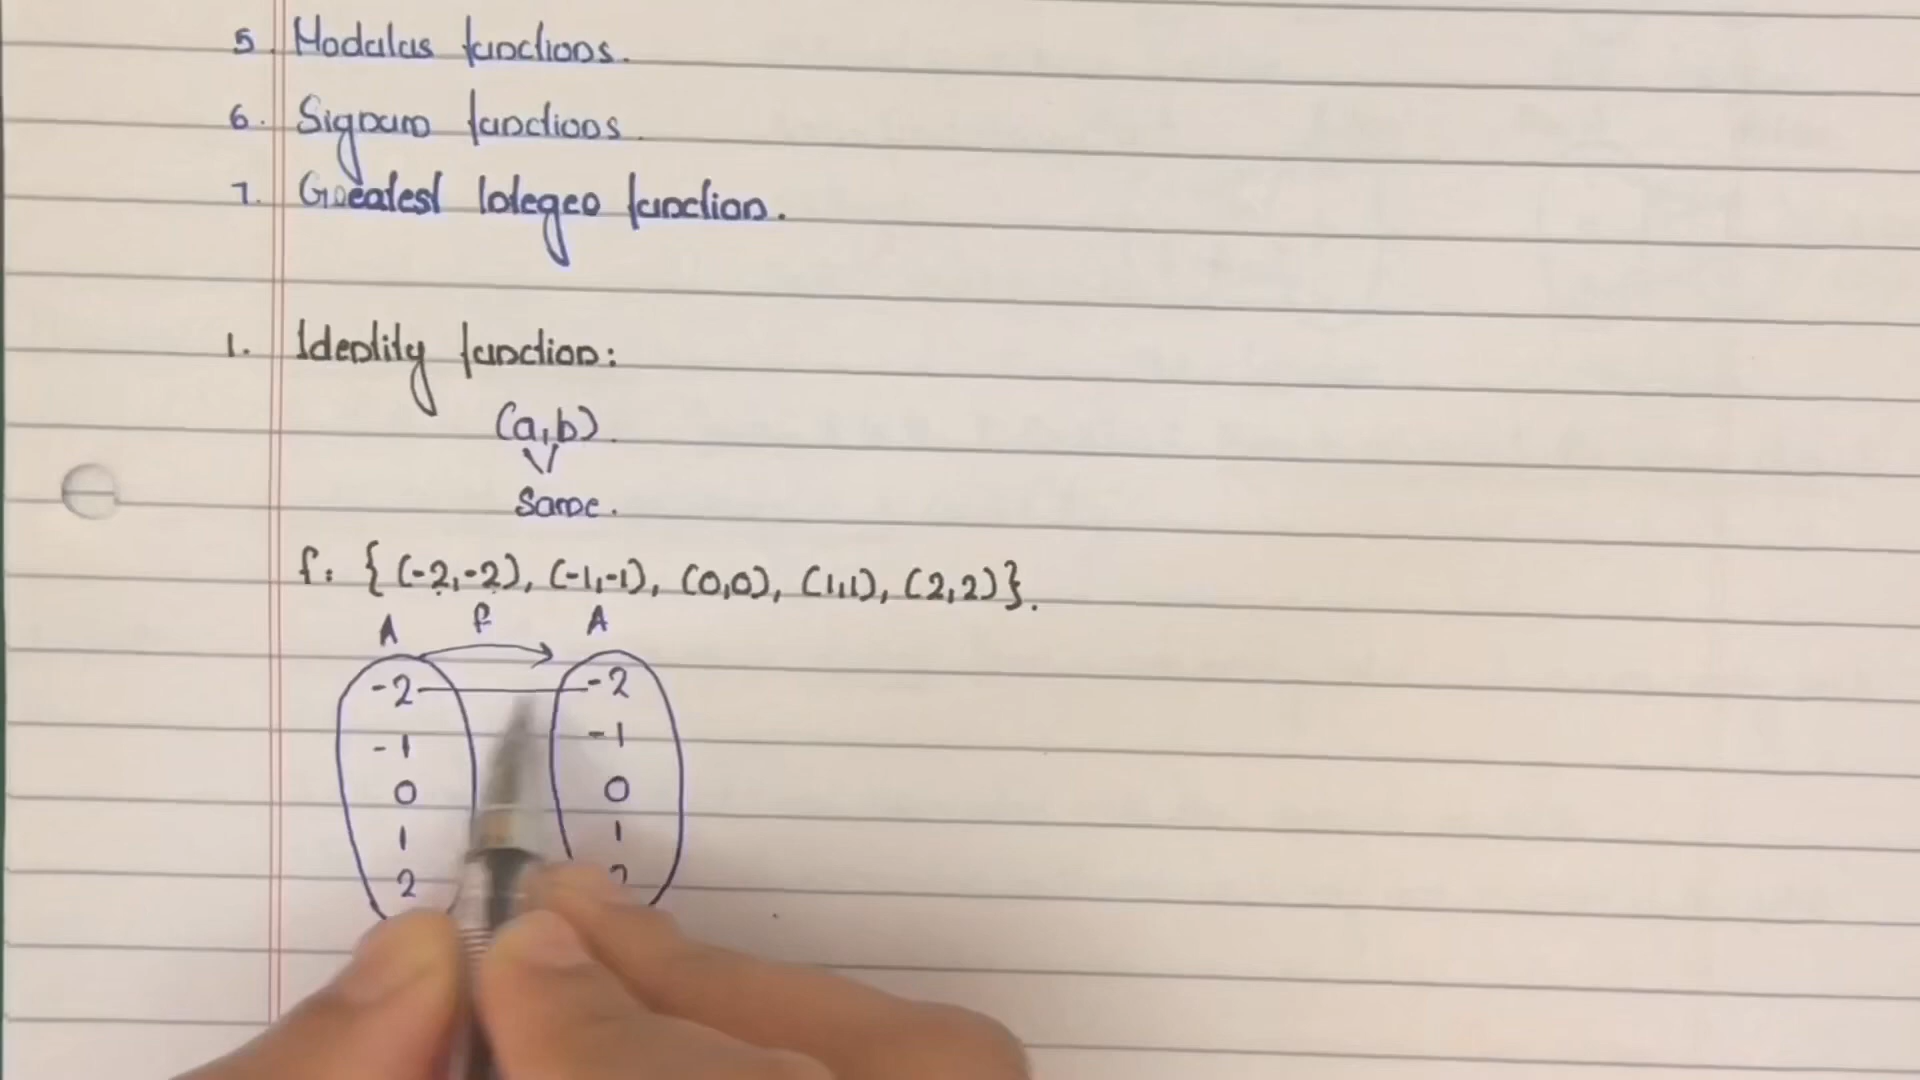 5. Modulus functions.
6. Signum functions.
7. Greatest Integer function.
1. Identity function:
(a,b).
Same.
f: { (-2,-2), (-1,-1), (0,0), (1,1), (2,2)}.
A f A
-2 -2
-1 -1
0 0
1 1
2 2